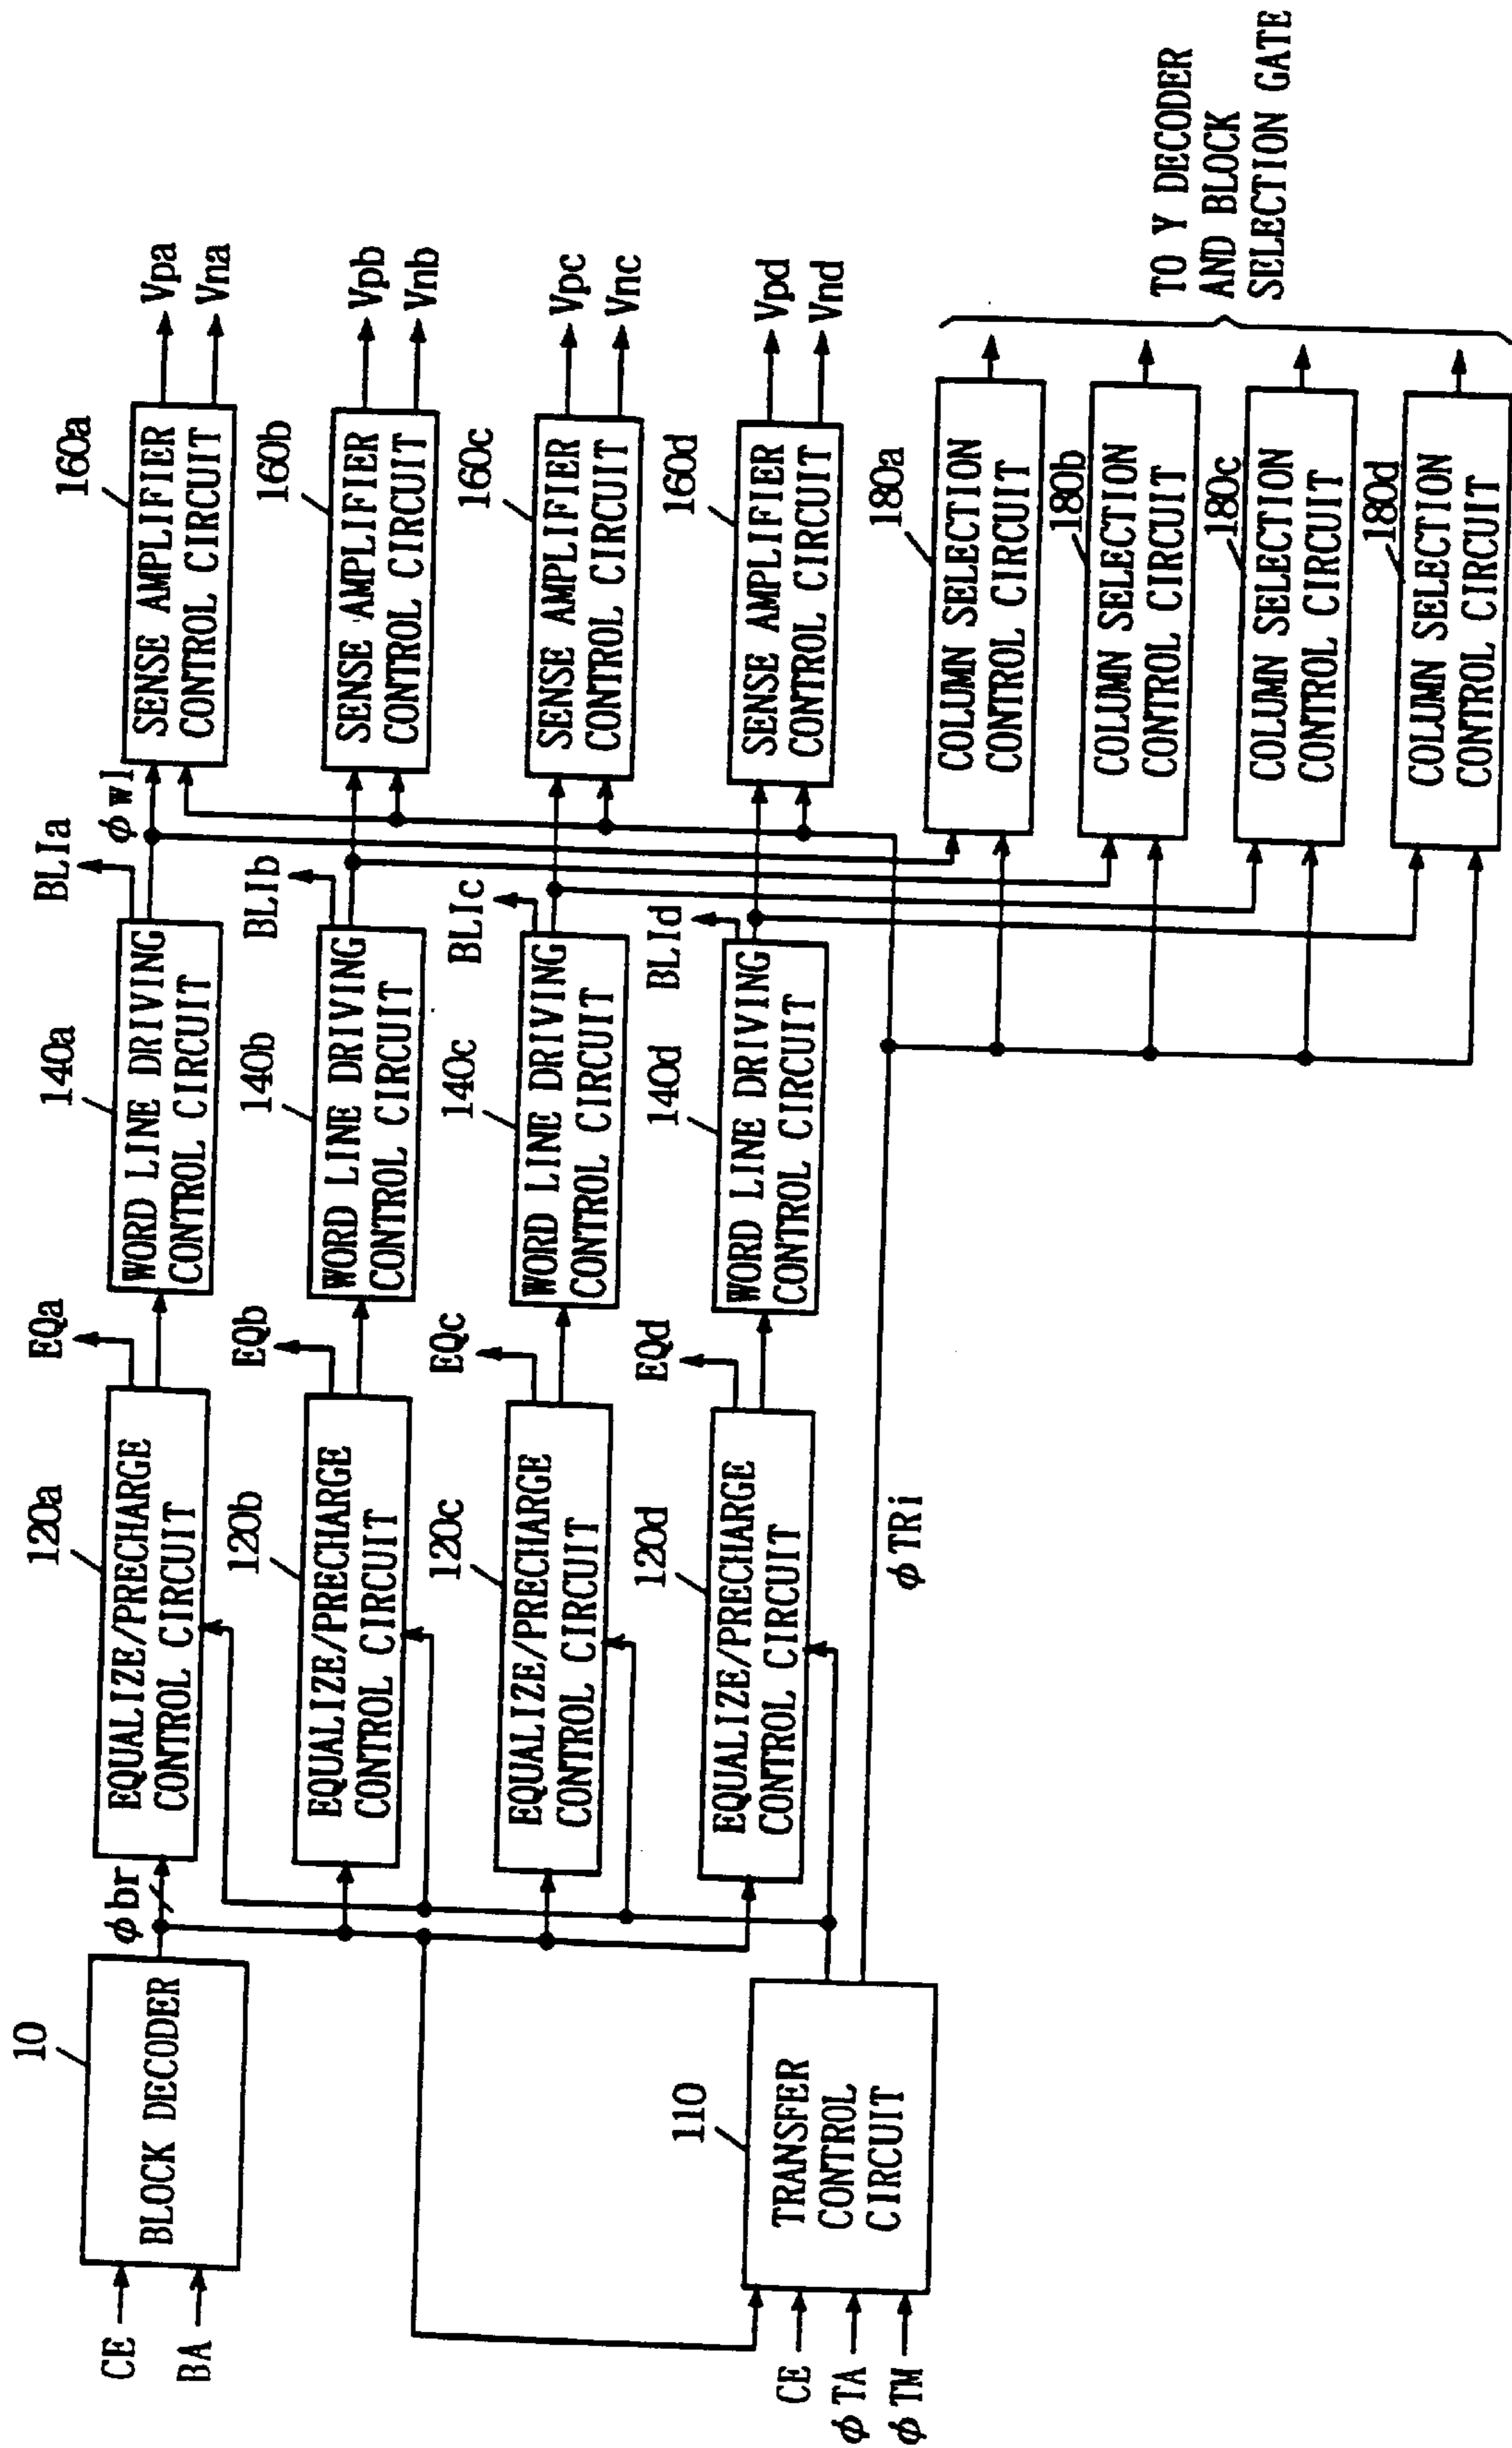 10
BLOCK DECODER
CE
BA
φbr
120a
EQUALIZE/PRECHARGE
CONTROL CIRCUIT
EQa
140a
WORD LINE DRIVING
CONTROL CIRCUIT
BLIa
φwl
160a
SENSE AMPLIFIER
CONTROL CIRCUIT
Vpa
Vna
120b
EQUALIZE/PRECHARGE
CONTROL CIRCUIT
EQb
140b
WORD LINE DRIVING
CONTROL CIRCUIT
BLIb
160b
SENSE AMPLIFIER
CONTROL CIRCUIT
Vpb
Vnb
120c
EQUALIZE/PRECHARGE
CONTROL CIRCUIT
EQc
140c
WORD LINE DRIVING
CONTROL CIRCUIT
BLIc
160c
SENSE AMPLIFIER
CONTROL CIRCUIT
Vpc
Vnc
120d
EQUALIZE/PRECHARGE
CONTROL CIRCUIT
EQd
140d
WORD LINE DRIVING
CONTROL CIRCUIT
BLId
160d
SENSE AMPLIFIER
CONTROL CIRCUIT
Vpd
Vnd
110
TRANSFER
CONTROL
CIRCUIT
CE
φTA
φTM
φTRi
180a
COLUMN SELECTION
CONTROL CIRCUIT
180b
COLUMN SELECTION
CONTROL CIRCUIT
180c
COLUMN SELECTION
CONTROL CIRCUIT
180d
COLUMN SELECTION
CONTROL CIRCUIT
TO Y DECODER
AND BLOCK
SELECTION GATE